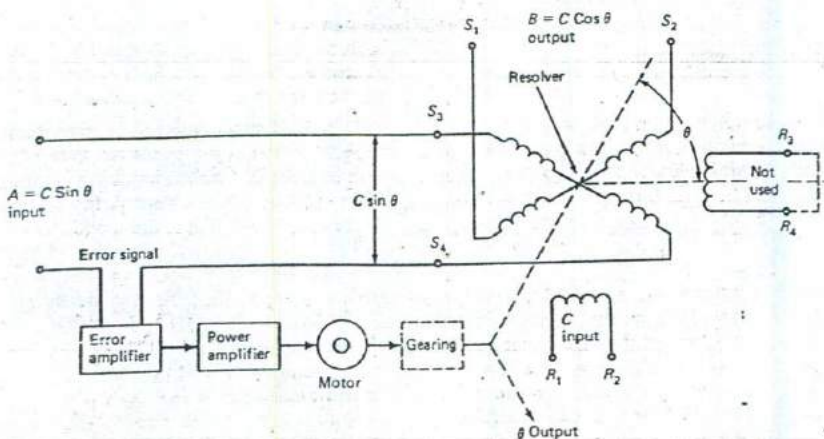 S1
B = C Cos θ
output
S2
Resolver
S3
θ
R3
Not
used
A = C Sin θ
input
C sin θ
R4
Error signal
S4
C
input
Error
amplifier
Power
amplifier
Gearing
R1
R2
Motor
θ Output